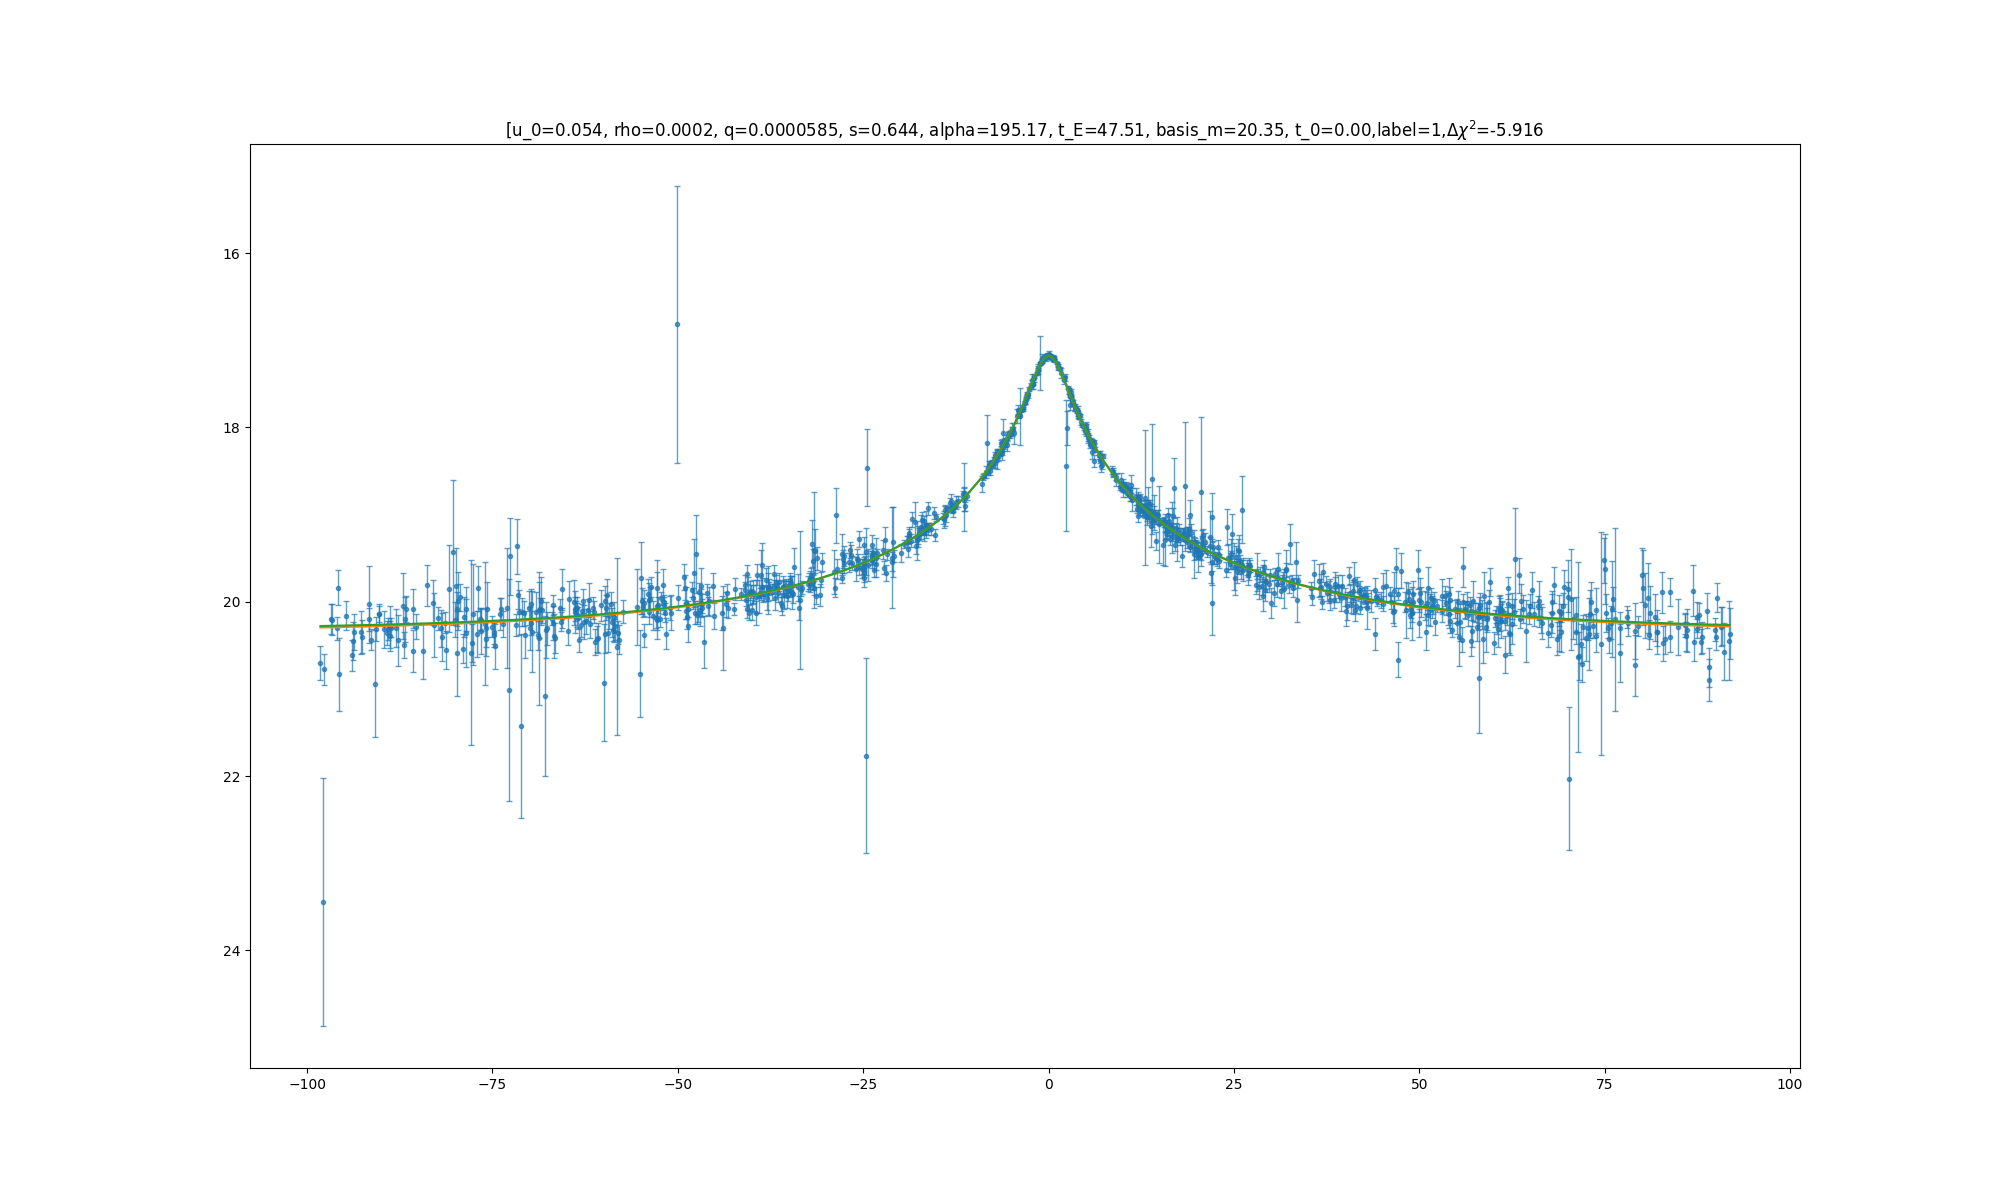 [u_0=0.054, rho=0.0002, q=0.0000585, s=0.644, alpha=195.17, t_E=47.51, basis_m=20.35, t_0=0.00,label=1,Δχ²=-5.916
16
18
20
22
24
−100 −75 −50 −25 0 25 50 75 100